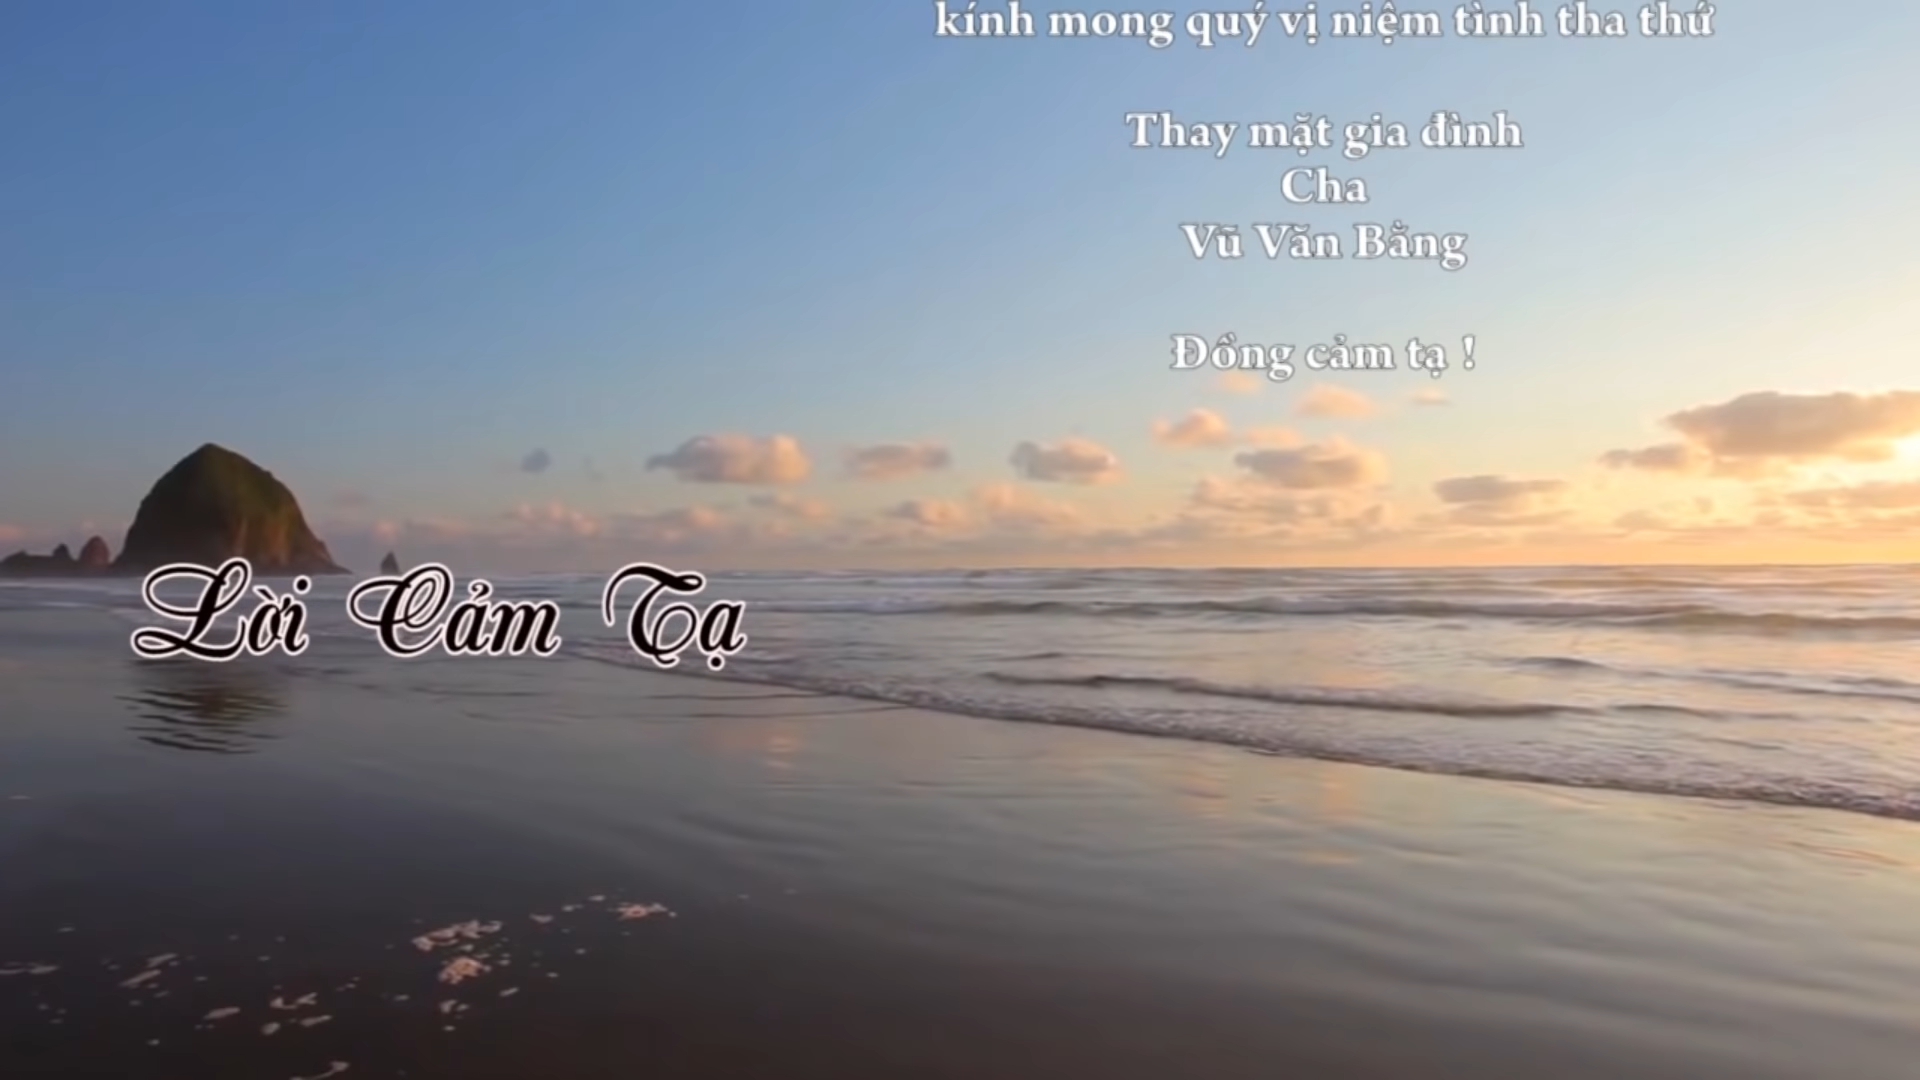 kính mong quý vị niệm tình tha thứ
Thay mặt gia đình
Cha
Vũ Văn Bằng
Đồng cảm tạ !
Lời Cảm Tạ